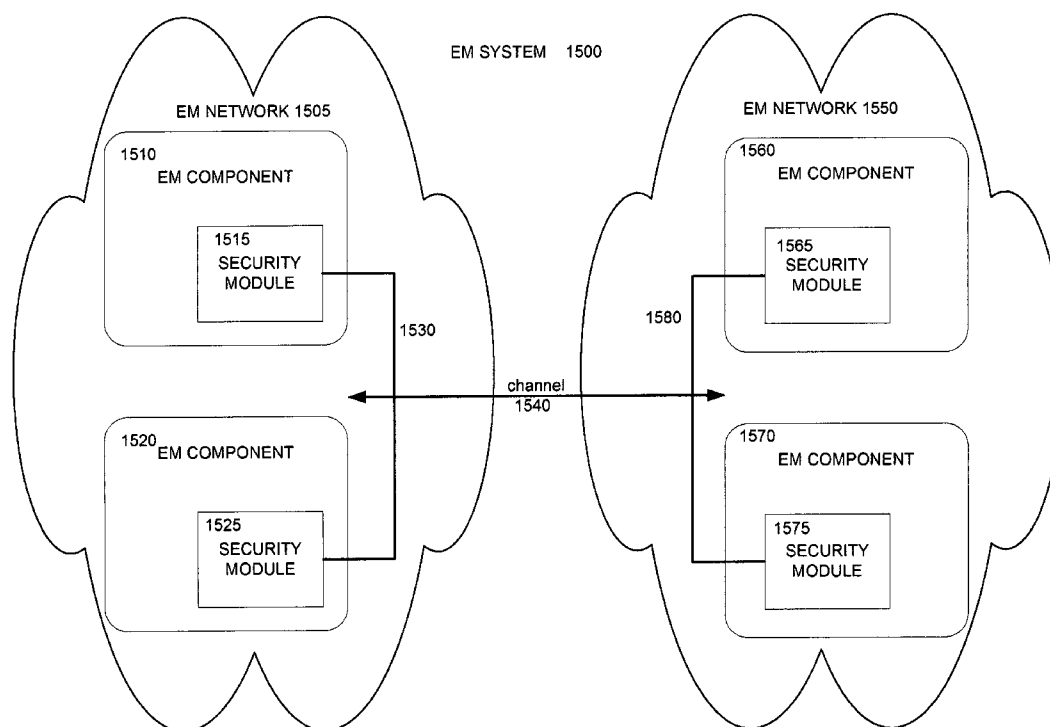 EM SYSTEM 1500
EM NETWORK 1505
1510
EM COMPONENT
1515
SECURITY
MODULE
1530
1520
EM COMPONENT
1525
SECURITY
MODULE
channel
1540
EM NETWORK 1550
1560
EM COMPONENT
1565
SECURITY
MODULE
1580
1570
EM COMPONENT
1575
SECURITY
MODULE